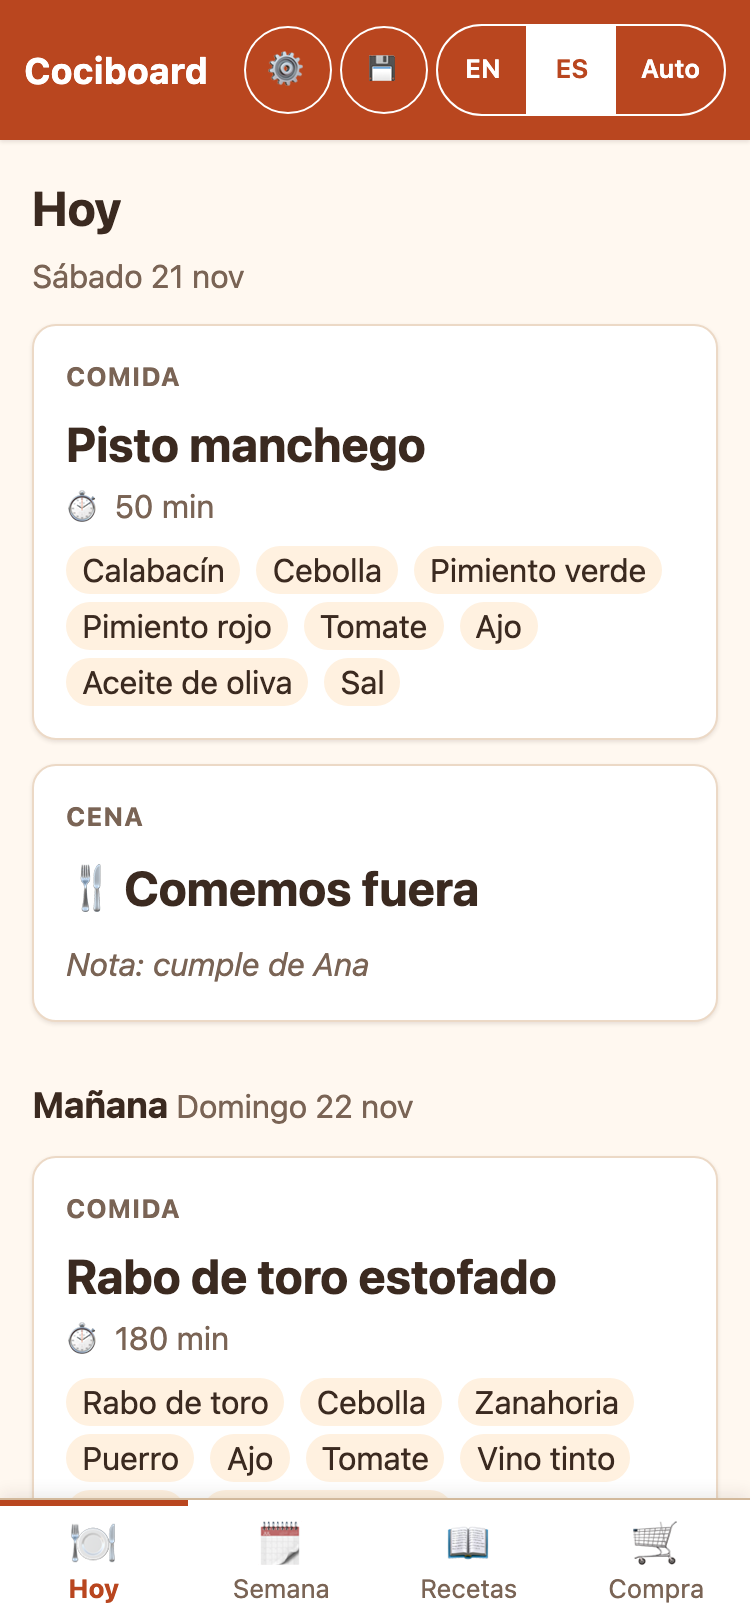 Cociboard EN ES Auto
Hoy
Sábado 21 nov
COMIDA
Pisto manchego
50 min
Calabacín Cebolla Pimiento verde
Pimiento rojo Tomate Ajo
Aceite de oliva Sal
CENA
Comemos fuera
Nota: cumple de Ana
Mañana Domingo 22 nov
COMIDA
Rabo de toro estofado
180 min
Rabo de toro Cebolla Zanahoria
Puerro Ajo Tomate Vino tinto
Hoy Semana Recetas Compra